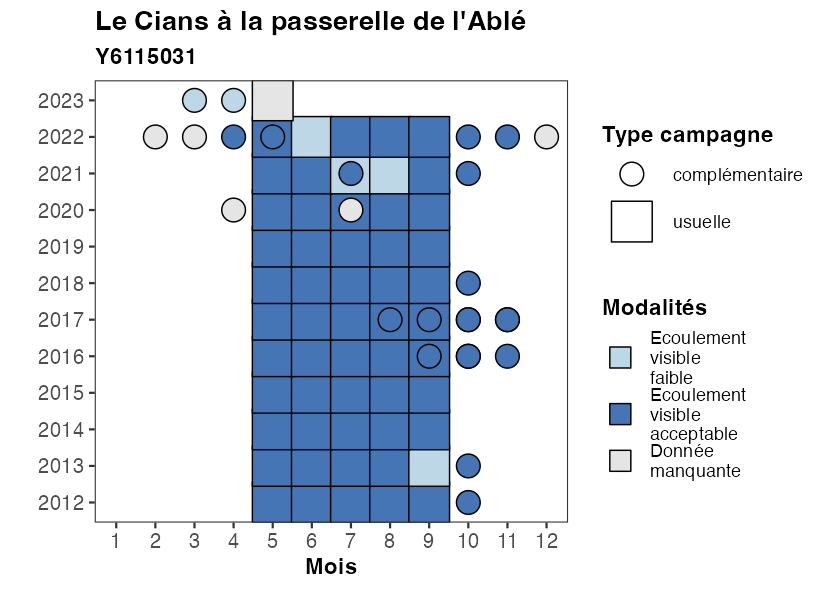 Le Cians à la passerelle de l'Ablé
Y6115031
2023
2022
2021
2020
2019
2018
2017
2016
2015
2014
2013
2012
1 2 3 4 5 6 7 8 9 10 11 12
Mois
Type campagne
complémentaire
usuelle
Modalités
Ecoulement
visible
faible
Ecoulement
visible
acceptable
Donnée
manquante